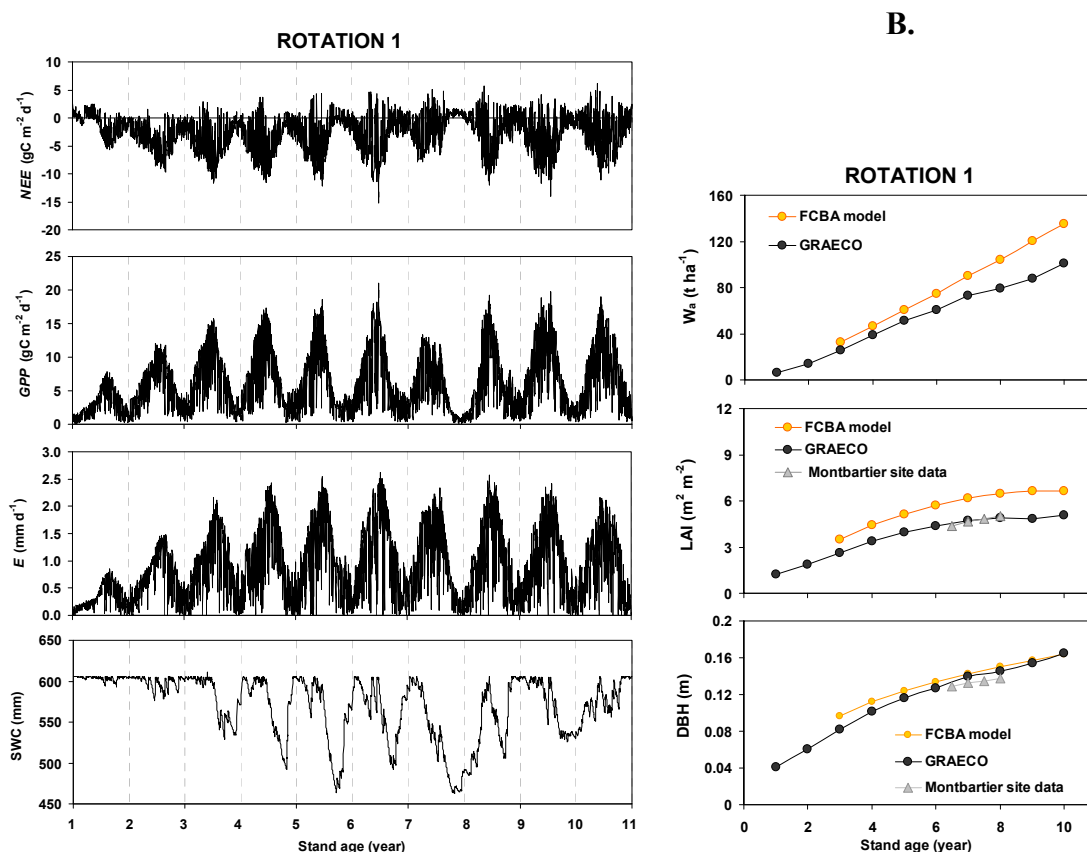 B.
ROTATION 1
NEE (gC m⁻² d⁻¹)
10
5
0
-5
-10
-15
-20
GPP (gC m⁻² d⁻¹)
25
20
15
10
5
0
E (mm d⁻¹)
3.0
2.5
2.0
1.5
1.0
0.5
0.0
SWC (mm)
650
600
550
500
450
1 2 3 4 5 6 7 8 9 10 11
Stand age (year)
ROTATION 1
Wa (t ha⁻¹)
160
120
80
40
0
FCBA model
GRAECO
LAI (m² m⁻²)
12
9
6
3
0
FCBA model
GRAECO
Montbartier site data
DBH (m)
0.2
0.16
0.12
0.08
0.04
0
FCBA model
GRAECO
Montbartier site data
0 2 4 6 8 10
Stand age (year)